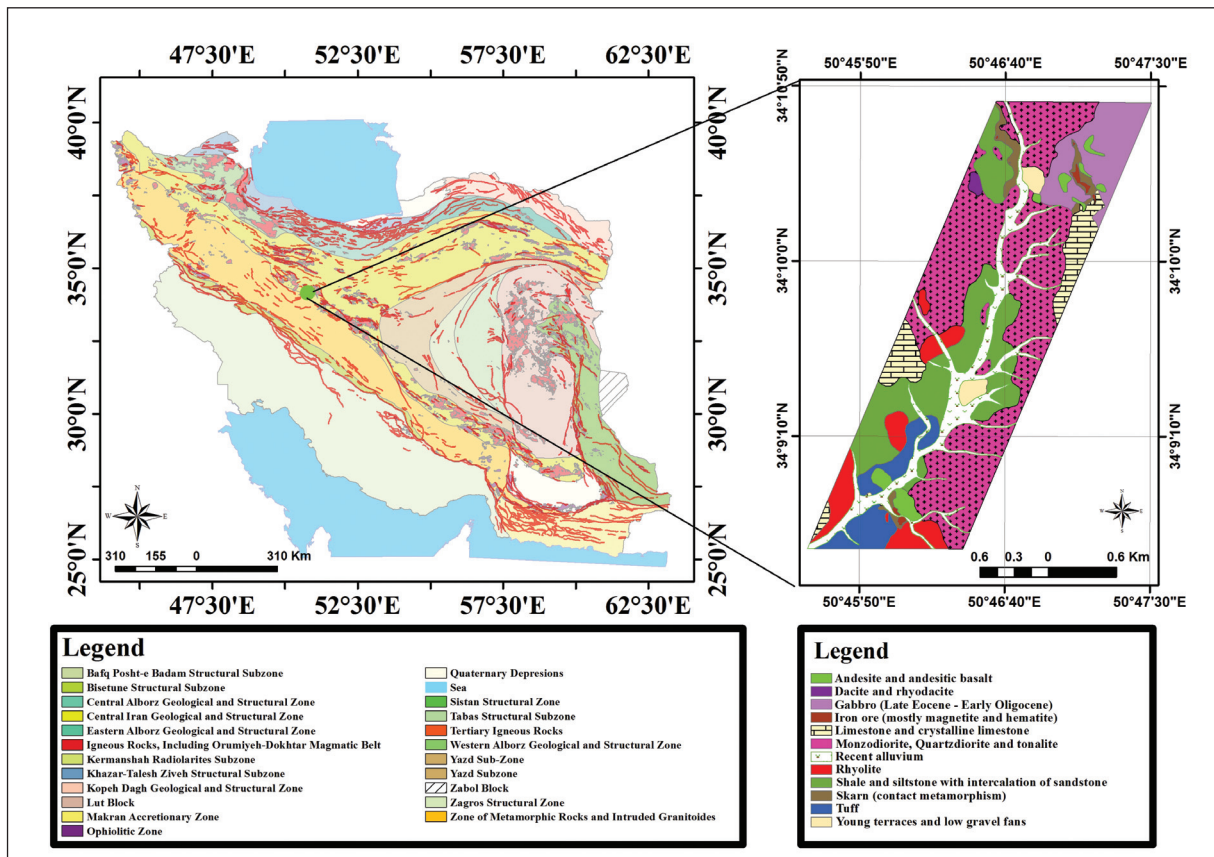 47°30'E 52°30'E 57°30'E 62°30'E
40°0'N
35°0'N
30°0'N
25°0'N
40°0'N
35°0'N
30°0'N
25°0'N
N
W E
S
310 155 0 310 Km
47°30'E 52°30'E 57°30'E 62°30'E
50°45'50"E 50°46'40"E 50°47'30"E
34°10'50"N
34°10'0"N
34°9'10"N
34°10'0"N
34°9'10"N
N
W E
S
0.6 0.3 0 0.6 Km
50°45'50"E 50°46'40"E 50°47'30"E
Legend
Bafq Posht-e Badam Structural Subzone
Bisetune Structural Subzone
Central Alborz Geological and Structural Zone
Central Iran Geological and Structural Zone
Eastern Alborz Geological and Structural Zone
Igneous Rocks, Including Orumiyeh-Dokhtar Magmatic Belt
Kermanshah Radiolarites Subzone
Khazar-Talesh Ziveh Structural Subzone
Kopeh Dagh Geological and Structural Zone
Lut Block
Makran Accretionary Zone
Ophiolitic Zone
Quaternary Depresions
Sea
Sistan Structural Zone
Tabas Structural Subzone
Tertiary Igneous Rocks
Western Alborz Geological and Structural Zone
Yazd Sub-Zone
Yazd Subzone
Zabol Block
Zagros Structural Zone
Zone of Metamorphic Rocks and Intruded Granitoides
Legend
Andesite and andesitic basalt
Dacite and rhyodacite
Gabbro (Late Eocene - Early Oligocene)
Iron ore (mostly magnetite and hematite)
Limestone and crystalline limestone
Monzodiorite, Quartzdiorite and tonalite
Recent alluvium
Rhyolite
Shale and siltstone with intercalation of sandstone
Skarn (contact metamorphism)
Tuff
Young terraces and low gravel fans